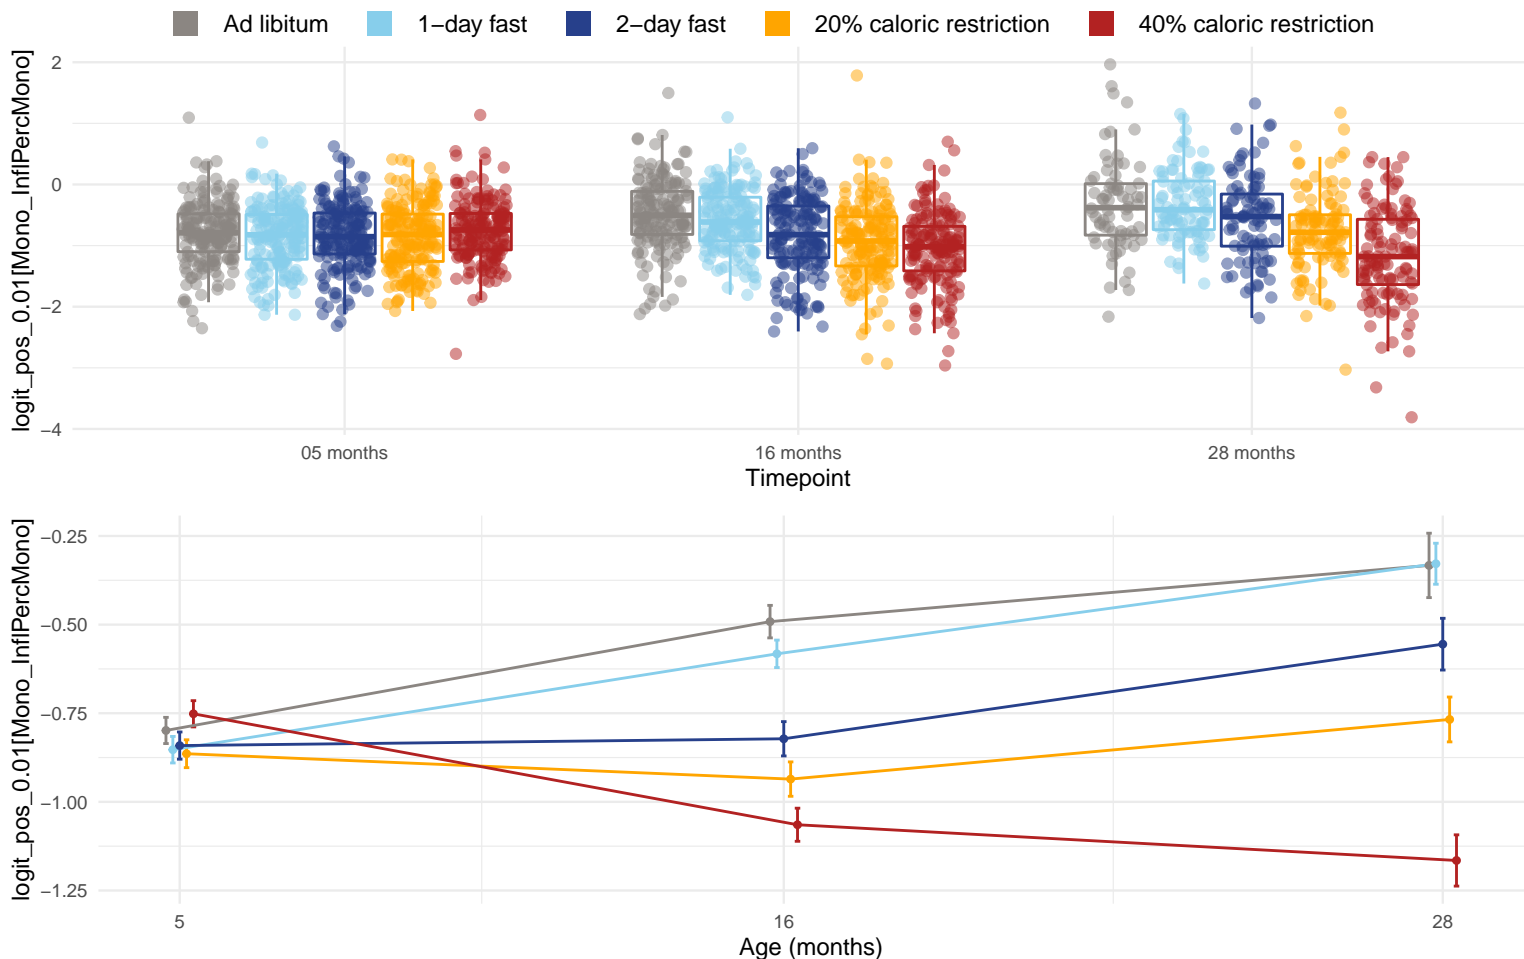 Ad libitum 1−day fast 2−day fast 20% caloric restriction 40% caloric restriction
logit_pos_0.01[Mono_InflPercMono]
2
0
−2
−4
05 months 16 months 28 months
Timepoint
logit_pos_0.01[Mono_InflPercMono]
−0.25
−0.50
−0.75
−1.00
−1.25
5 16 28
Age (months)